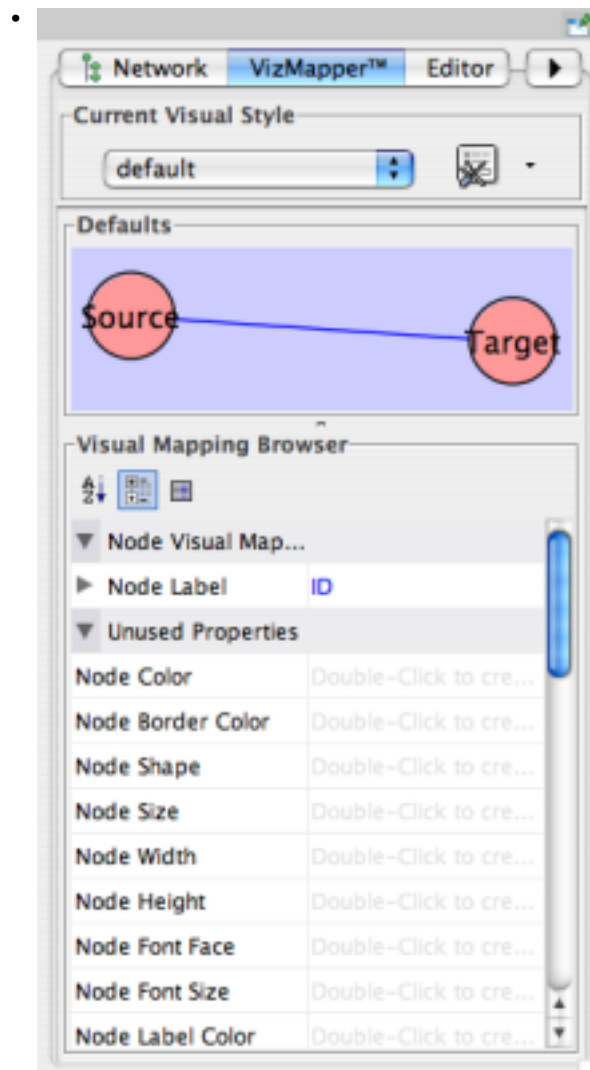 Network VizMapper™ Editor
Current Visual Style
default
Defaults
Source
Target
Visual Mapping Browser
Node Visual Map...
Node Label ID
Unused Properties
Node Color Double-Click to cre...
Node Border Color Double-Click to cre...
Node Shape Double-Click to cre...
Node Size Double-Click to cre...
Node Width Double-Click to cre...
Node Height Double-Click to cre...
Node Font Face Double-Click to cre...
Node Font Size Double-Click to cre...
Node Label Color Double-Click to cre...